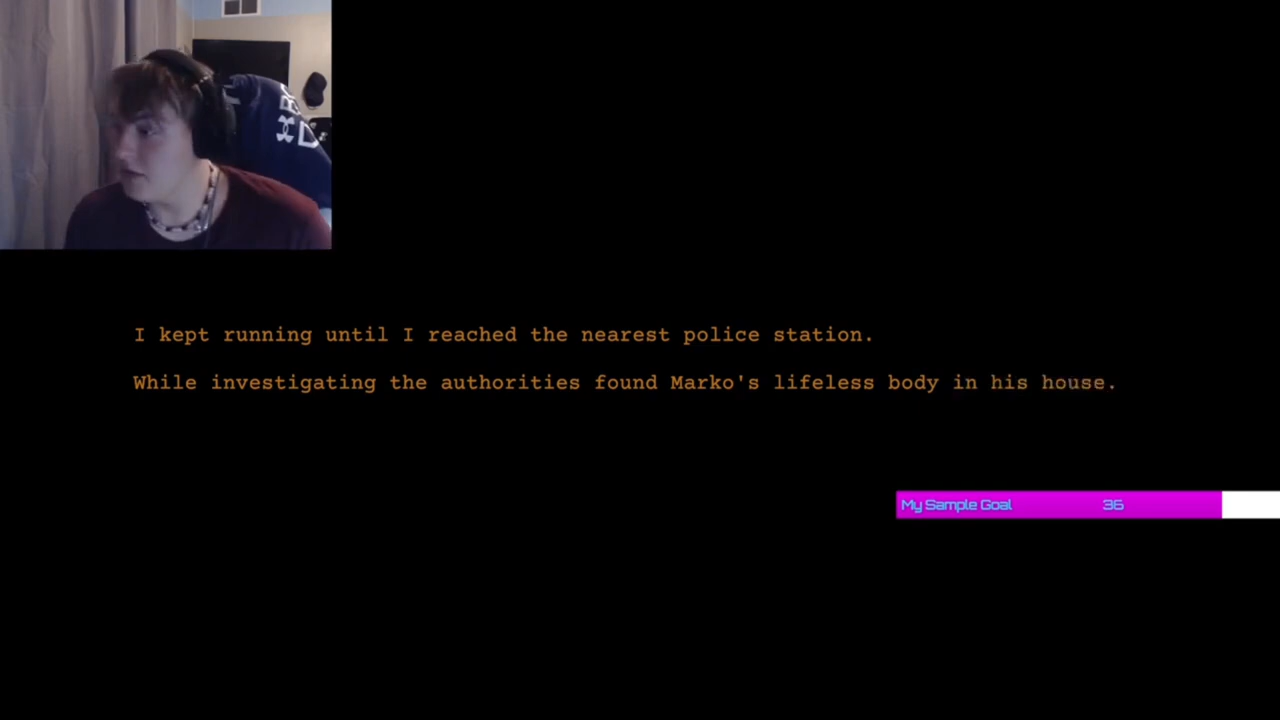 I kept running until I reached the nearest police station.
While investigating the authorities found Marko's lifeless body in his house.
My Sample Goal 36